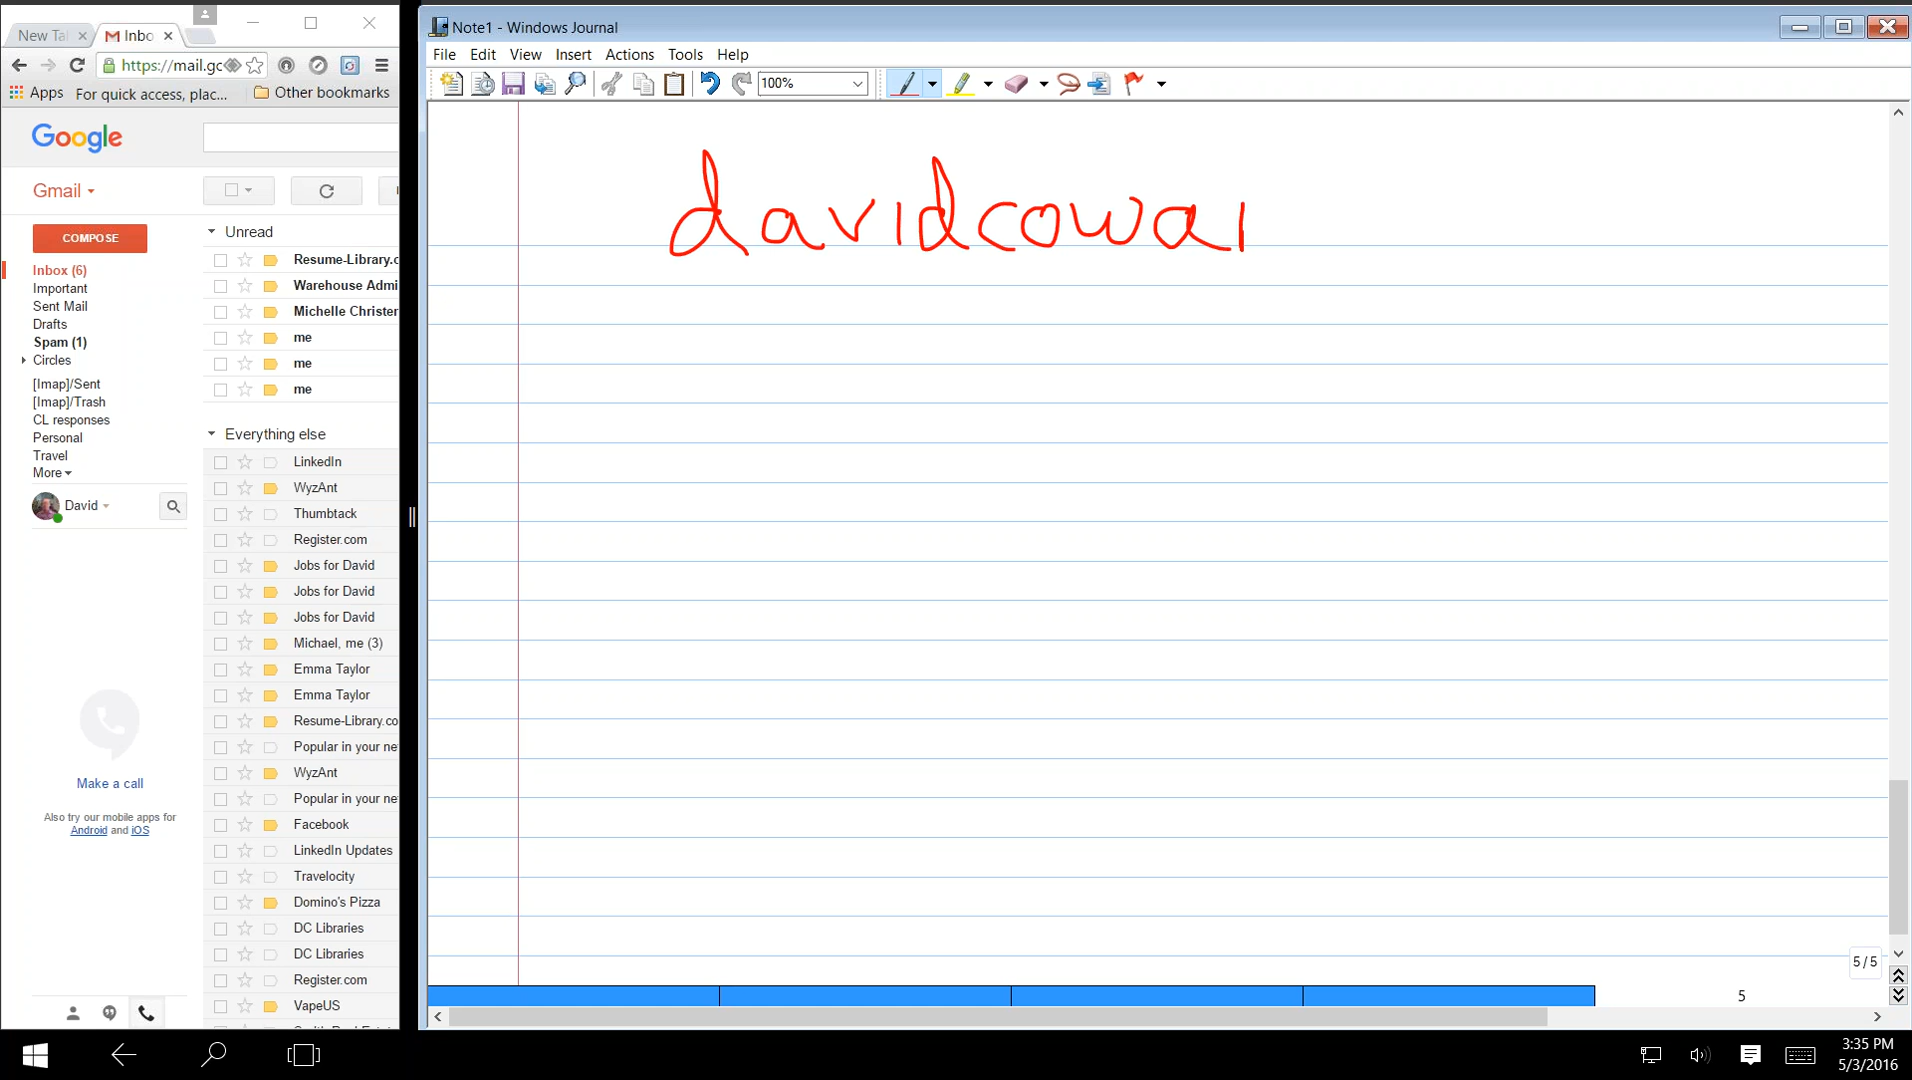 New Tal
Inbo
https://mail.gc
Apps
For quick access, plac...
Other bookmarks
Google
Gmail
COMPOSE
Inbox (6)
Important
Sent Mail
Drafts
Spam (1)
Circles
[Imap]/Sent
[Imap]/Trash
CL responses
Personal
Travel
More
David
Make a call
Also try our mobile apps for
Android and iOS
Unread
Resume-Library.c
Warehouse Admi
Michelle Christer
me
me
me
Everything else
LinkedIn
WyzAnt
Thumbtack
Register.com
Jobs for David
Jobs for David
Jobs for David
Michael, me (3)
Emma Taylor
Emma Taylor
Resume-Library.co
Popular in your ne
WyzAnt
Popular in your ne
Facebook
LinkedIn Updates
Travelocity
Domino's Pizza
DC Libraries
DC Libraries
Register.com
VapeUS
Note1 - Windows Journal
File Edit View Insert Actions Tools Help
100%
davidcowai
5 / 5
5
3:35 PM
5/3/2016